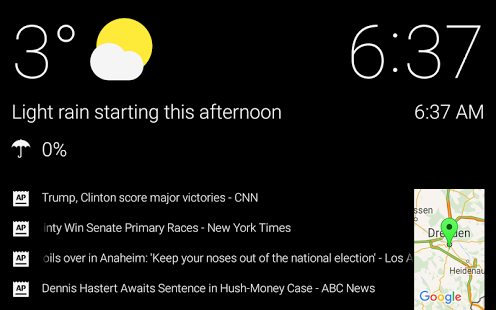 3° 6:37
Light rain starting this afternoon 6:37 AM
0%
AP Trump, Clinton score major victories - CNN
AP inty Win Senate Primary Races - New York Times
AP oils over in Anaheim: 'Keep your noses out of the national election' - Los A
AP Dennis Hastert Awaits Sentence in Hush-Money Case - ABC News
ssen
Dresden
Heidenau
Google